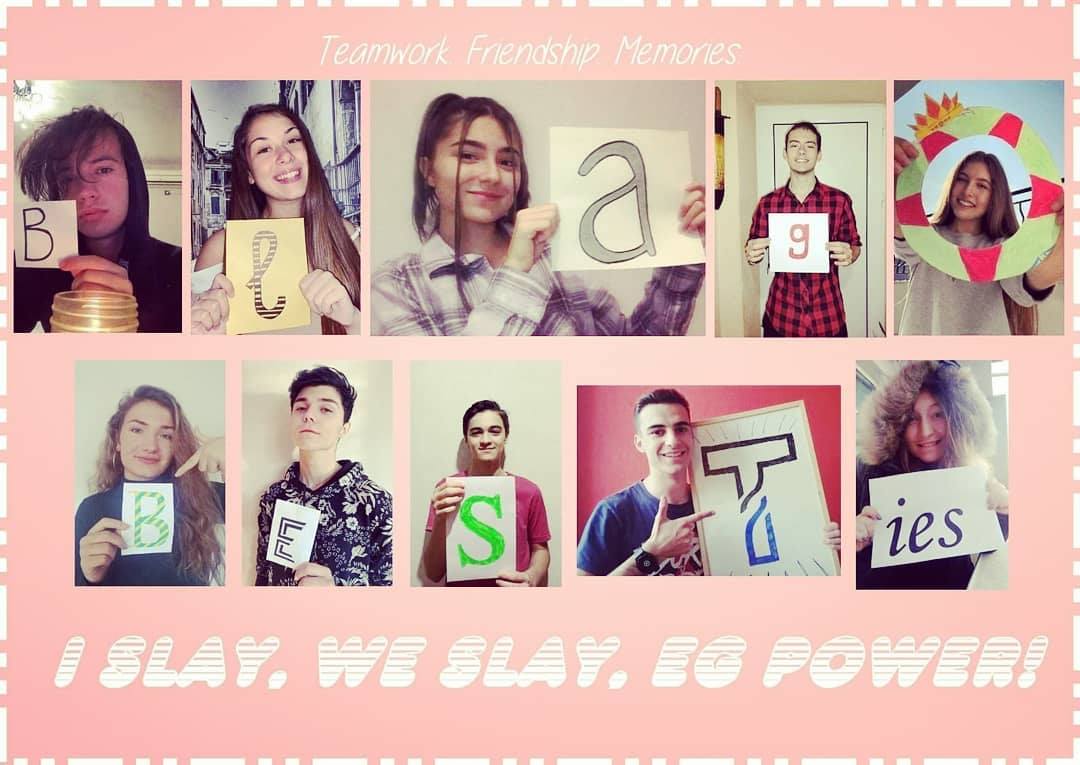 Teamwork Friendship Memories
B l a g O
B E S T ies
I SLAY, WE SLAY, EG POWER!